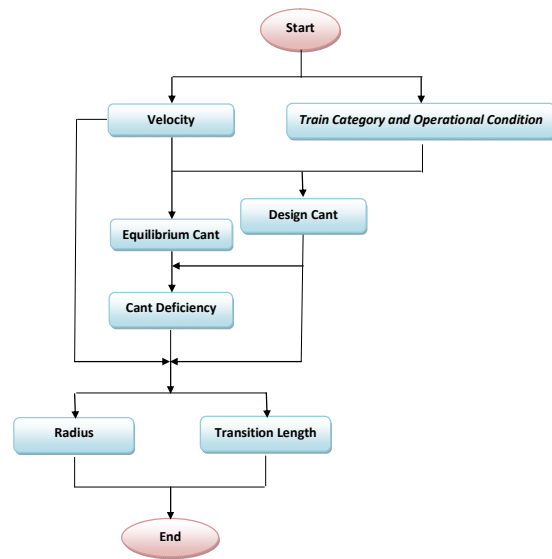 Start
Velocity
Train Category and Operational Condition
Design Cant
Equilibrium Cant
Cant Deficiency
Radius
Transition Length
End